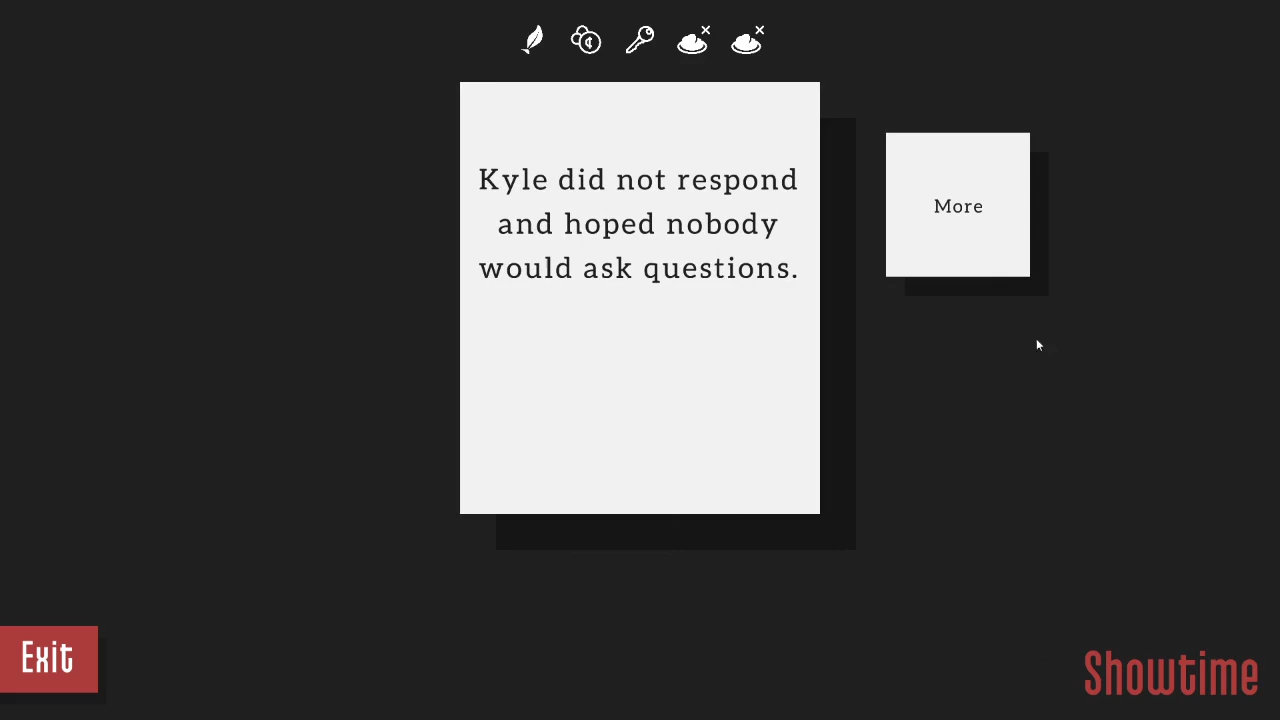 Kyle did not respond
and hoped nobody
would ask questions.
More
Exit
Showtime